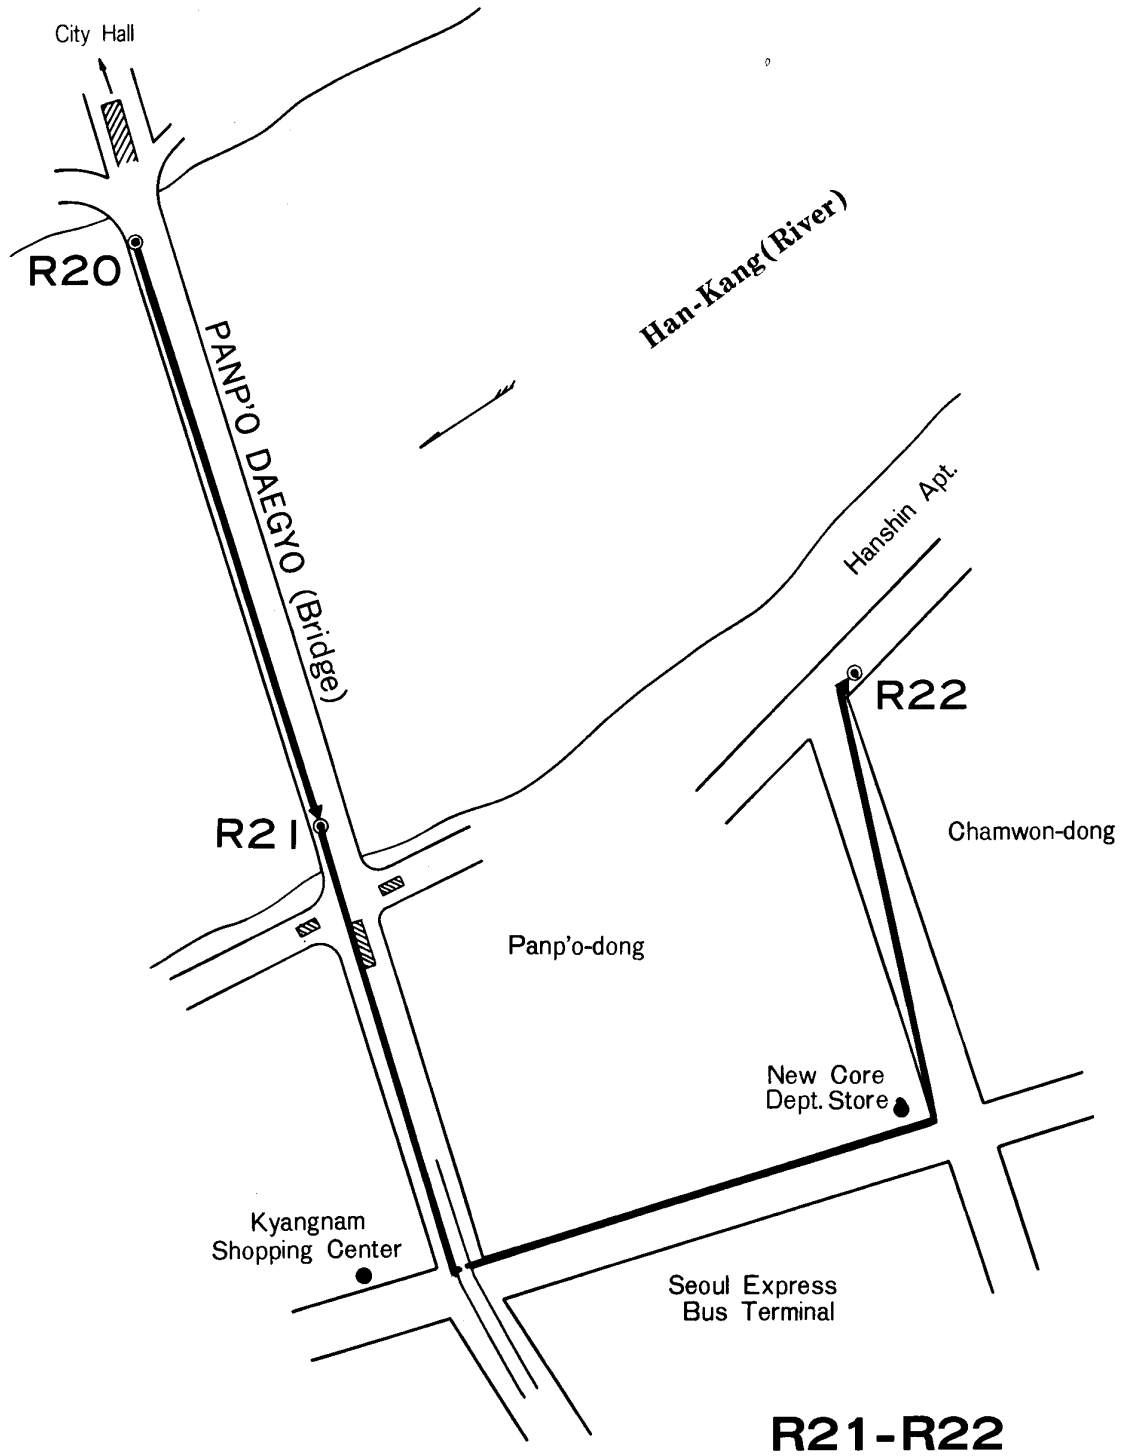 City Hall
Han-Kang(River)
R20
PANP'O DAEGYO (Bridge)
Hanshin Apt.
R22
R21
Chamwon-dong
Panp'o-dong
New Core
Dept. Store
Kyangnam
Shopping Center
Seoul Express
Bus Terminal
R21-R22